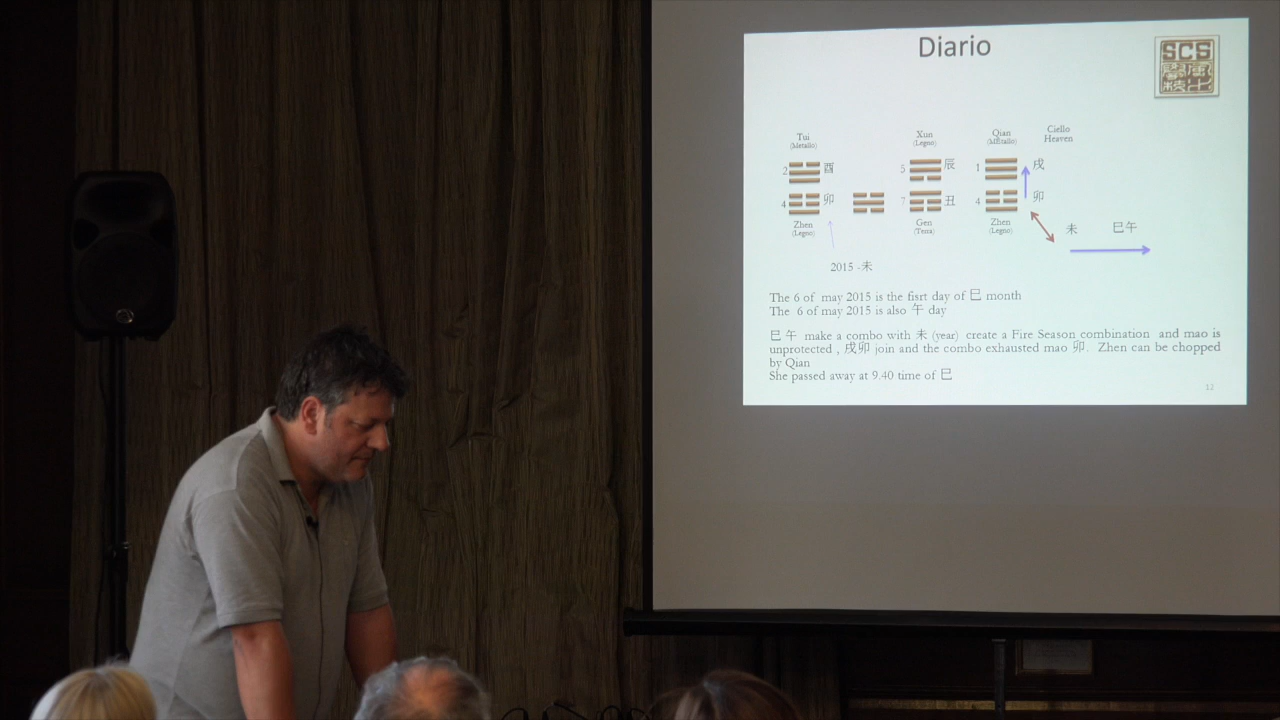 Diario
SCS
Tui
(Metallo)
Xun
(Legno)
Qian
(Metallo)
Ciello
Heaven
2 酉
5 辰
1 戌
4 卯
7 丑
4 卯
Zhen
(Legno)
Gen
(Terra)
Zhen
(Legno)
未
巳午
2015 -未
The 6 of may 2015 is the fisrt day of 巳 month
The 6 of may 2015 is also 午 day
巳 午 make a combo with 未 (year) create a Fire Season combination and mao is
unprotected , 戌卯 join and the combo exhausted mao 卯. Zhen can be chopped
by Qian
She passed away at 9.40 time of 巳
12